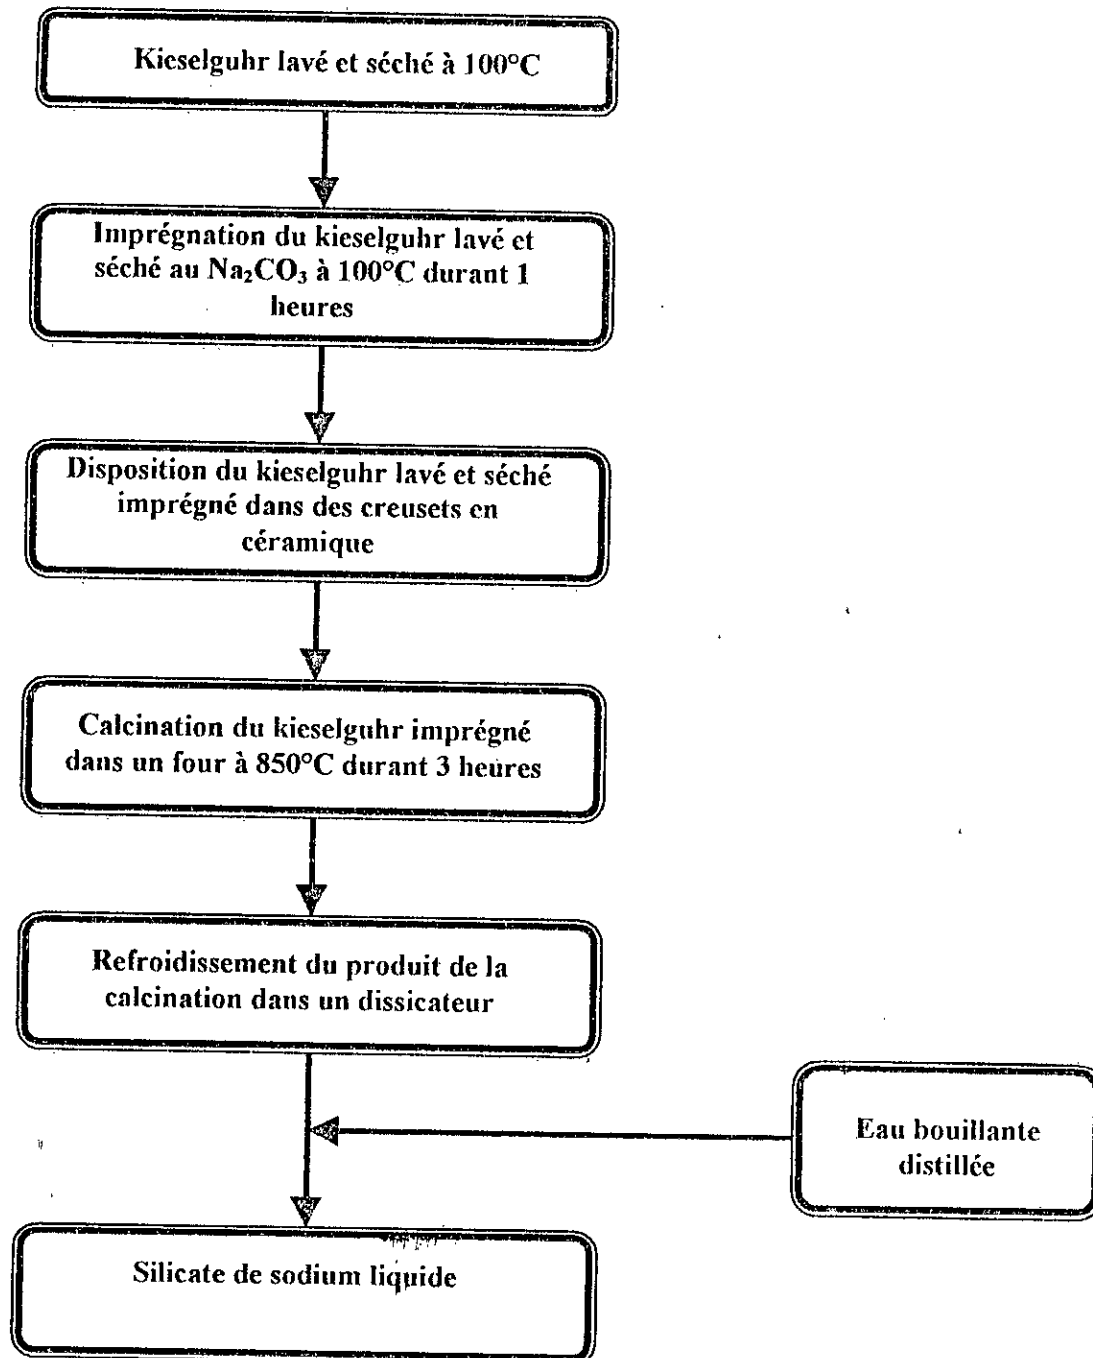 Kieselguhr lavé et séché à 100°C
Imprégnation du kieselguhr lavé et
séché au Na₂CO₃ à 100°C durant 1
heures
Disposition du kieselguhr lavé et séché
imprégné dans des creusets en
céramique
Calcination du kieselguhr imprégné
dans un four à 850°C durant 3 heures
Refroidissement du produit de la
calcination dans un dissicateur
Eau bouillante
distillée
Silicate de sodium liquide